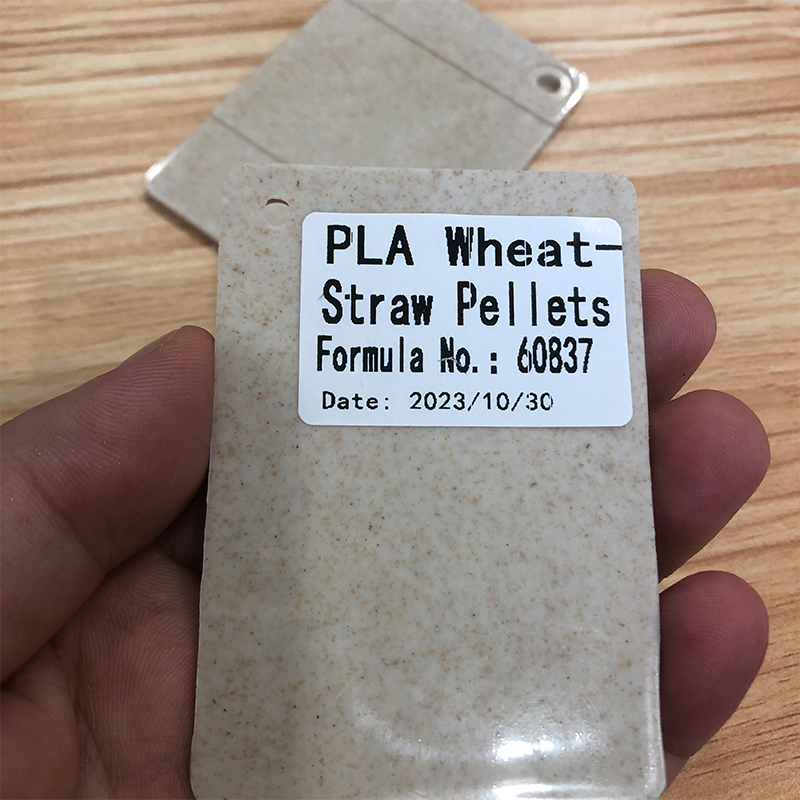 PLA Wheat-
Straw Pellets
Formula No.: 60837
Date: 2023/10/30